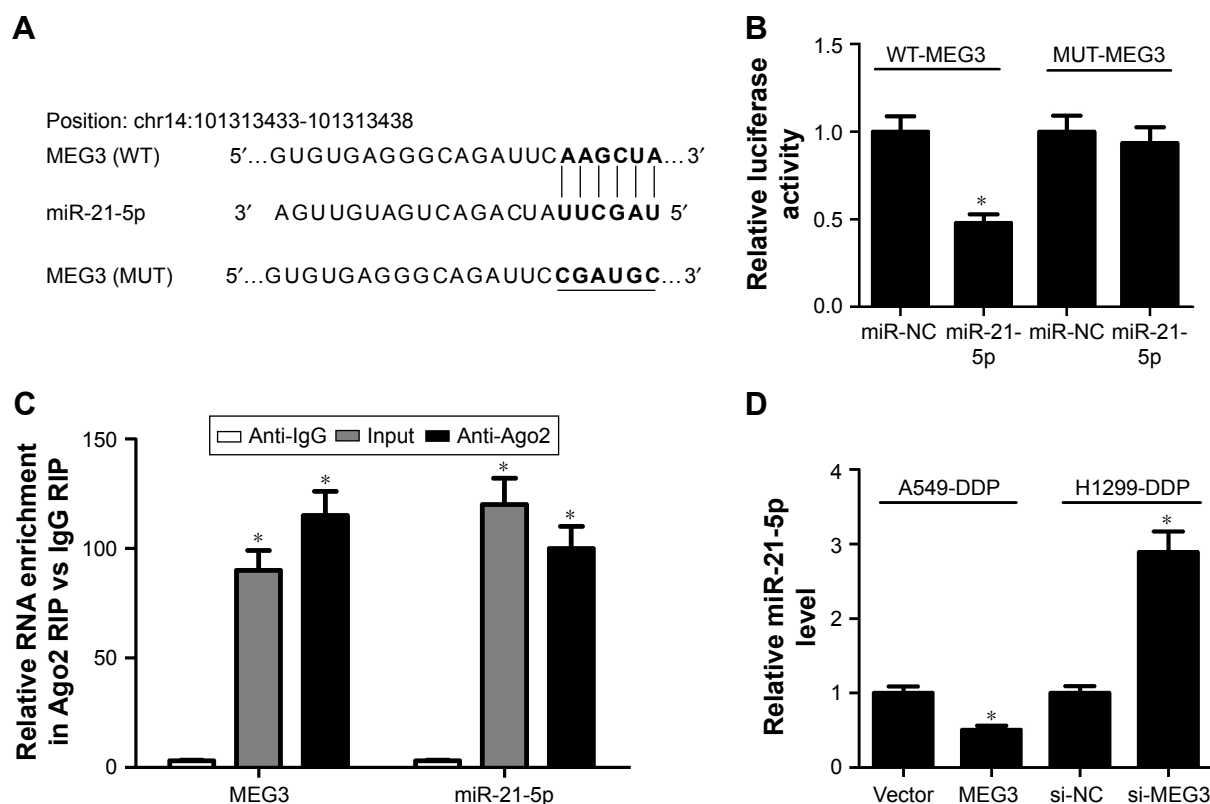 A
Position: chr14:101313433-101313438
MEG3 (WT) 5′…GUGUGAGGGCAGAUUCAAGCUA…3′
miR-21-5p 3′ AGUUGUAGUCAGACUAUUCGAU 5′
MEG3 (MUT) 5′…GUGUGAGGGCAGAUUCCGAUGC…3′
B
Relative luciferase
activity
1.5
1.0
0.5
0.0
WT-MEG3 MUT-MEG3
*
miR-NC miR-21-5p miR-NC miR-21-5p
C
Relative RNA enrichment
in Ago2 RIP vs IgG RIP
150
100
50
0
Anti-IgG Input Anti-Ago2
* * * *
MEG3 miR-21-5p
D
Relative miR-21-5p
level
4
3
2
1
0
A549-DDP H1299-DDP
* *
Vector MEG3 si-NC si-MEG3